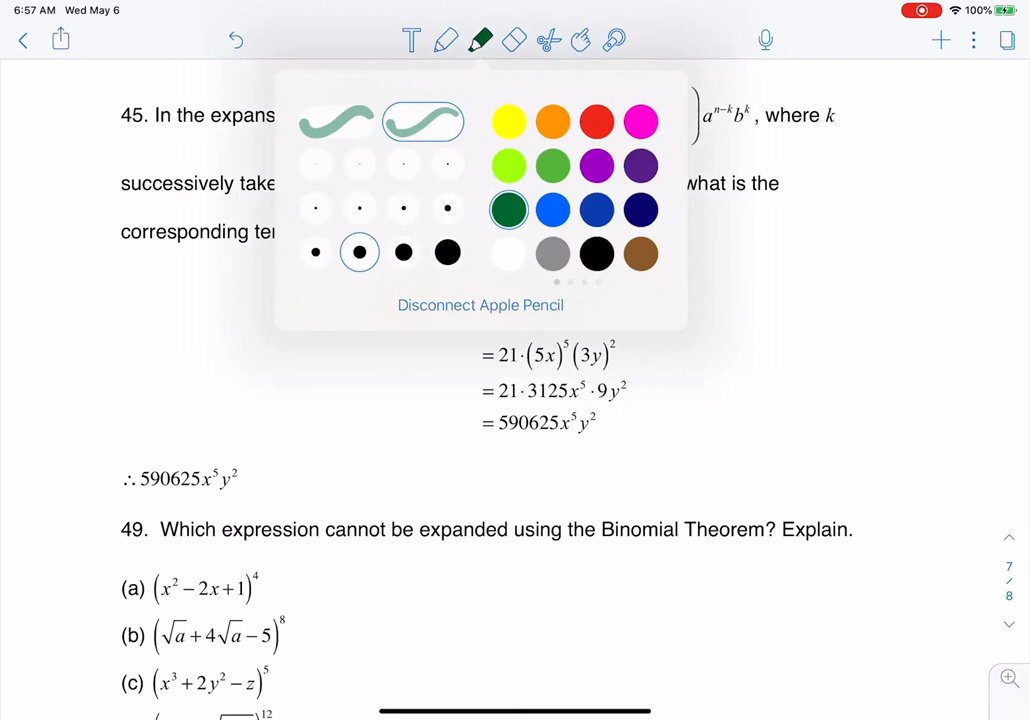 6:57 AM Wed May 6
100%
45. In the expans
a^{n-k}b^k, where k
successively take
what is the
corresponding ter
Disconnect Apple Pencil
= 21·(5x)^5(3y)^2
= 21·3125x^5·9y^2
= 590625x^5y^2
∴ 590625x^5y^2
49. Which expression cannot be expanded using the Binomial Theorem? Explain.
(a) (x^2 − 2x + 1)^4
(b) (√a + 4√a − 5)^8
(c) (x^3 + 2y^2 − z)^5
12
7
/
8